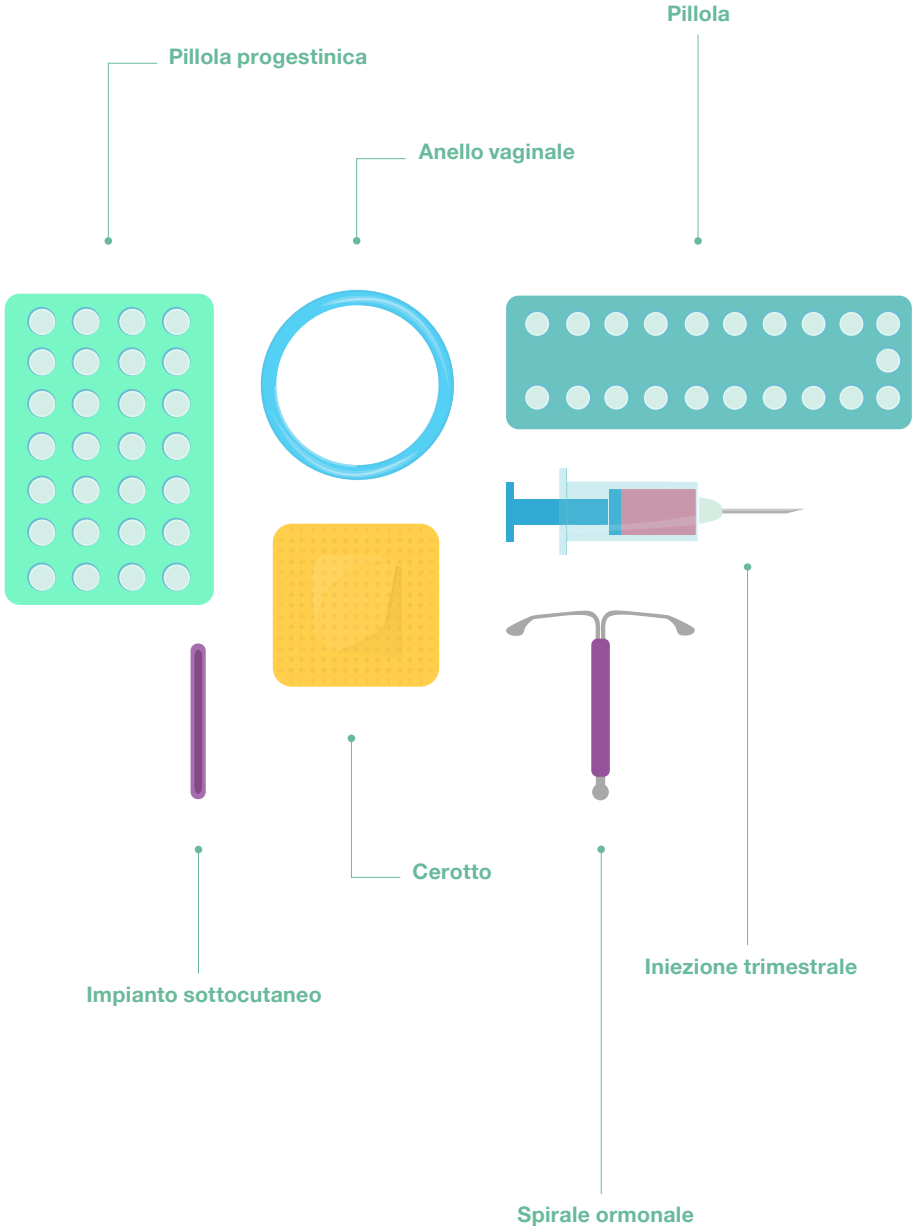 Pillola
Pillola progestinica
Anello vaginale
Cerotto
Iniezione trimestrale
Impianto sottocutaneo
Spirale ormonale